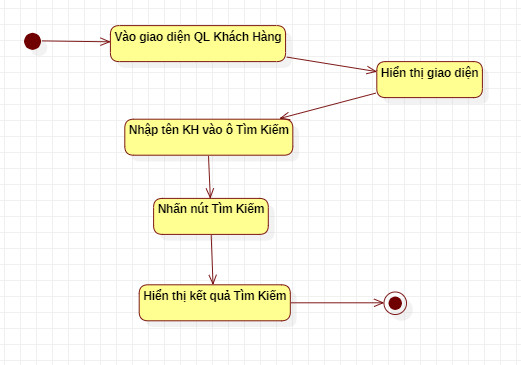 Vào giao diện QL Khách Hàng
Hiển thị giao diện
Nhập tên KH vào ô Tìm Kiếm
Nhấn nút Tìm Kiếm
Hiển thị kết quả Tìm Kiếm